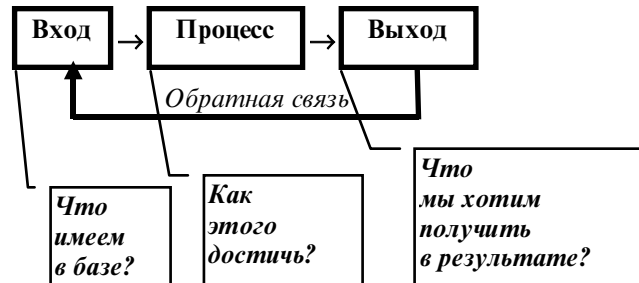 Вход → Процесс → Выход
Обратная связь
Что
имеем
в базе?
Как
этого
достичь?
Что
мы хотим
получить
в результате?